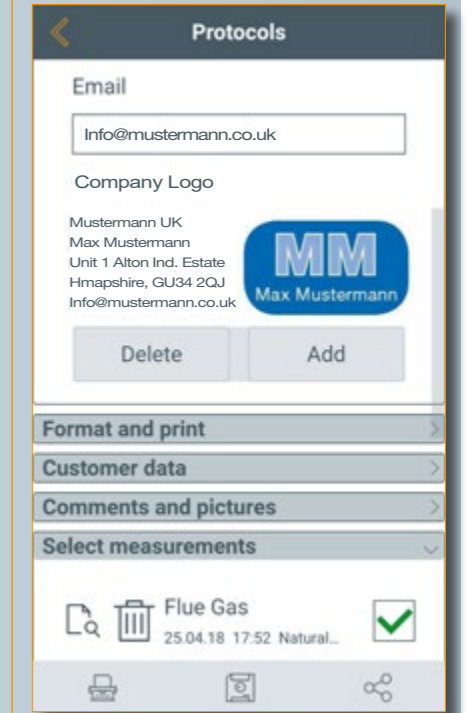 Protocols
Email
Info@mustermann.co.uk
Company Logo
Mustermann UK
Max Mustermann
Unit 1 Alton Ind. Estate
Hmapshire, GU34 2QJ
Info@mustermann.co.uk
MM
Max Mustermann
Delete Add
Format and print
Customer data
Comments and pictures
Select measurements
Flue Gas
25.04.18 17:52 Natural...